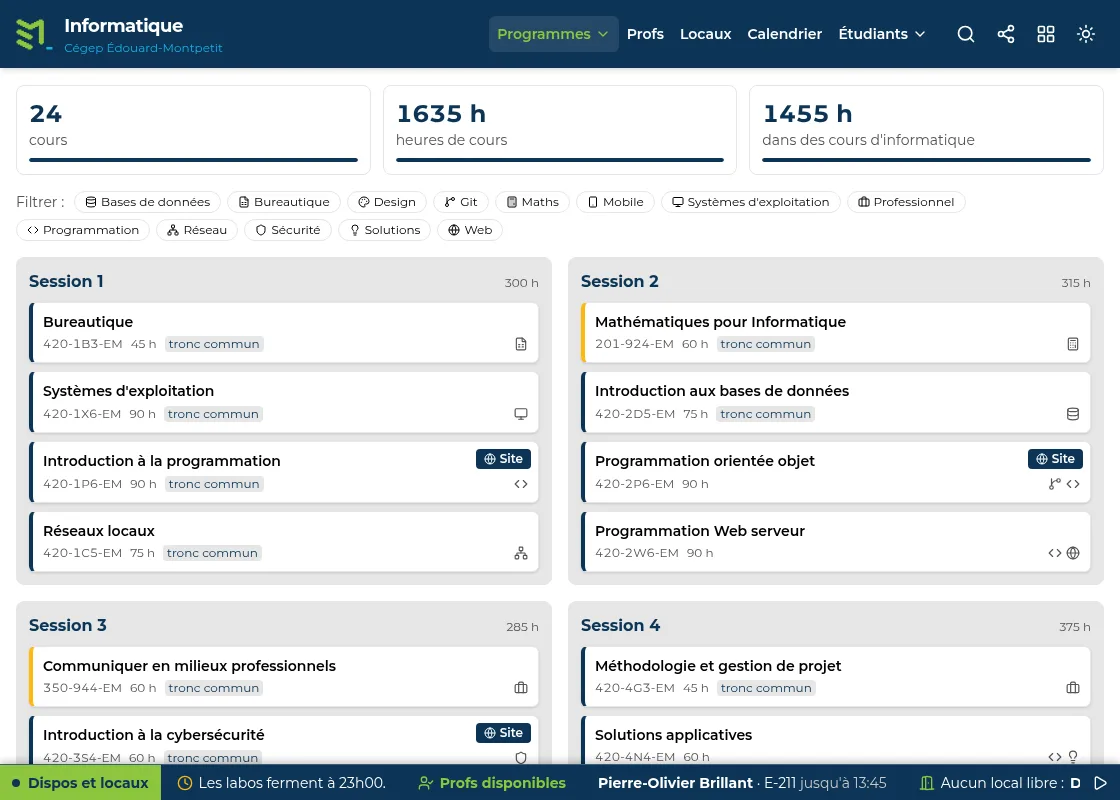 Informatique
Cégep Édouard-Montpetit
Programmes Profs Locaux Calendrier Étudiants
24
cours
1635 h
heures de cours
1455 h
dans des cours d'informatique
Filtrer : Bases de données Bureautique Design Git Maths Mobile Systèmes d'exploitation Professionnel
Programmation Réseau Sécurité Solutions Web
Session 1 300 h
Bureautique
420-1B3-EM 45 h tronc commun
Systèmes d'exploitation
420-1X6-EM 90 h tronc commun
Introduction à la programmation Site
420-1P6-EM 90 h tronc commun
Réseaux locaux
420-1C5-EM 75 h tronc commun
Session 2 315 h
Mathématiques pour Informatique
201-924-EM 60 h tronc commun
Introduction aux bases de données
420-2D5-EM 75 h tronc commun
Programmation orientée objet Site
420-2P6-EM 90 h
Programmation Web serveur
420-2W6-EM 90 h
Session 3 285 h
Communiquer en milieux professionnels
350-944-EM 60 h tronc commun
Introduction à la cybersécurité Site
420-3S4-EM 60 h tronc commun
Session 4 375 h
Méthodologie et gestion de projet
420-4G3-EM 45 h tronc commun
Solutions applicatives
420-4N4-EM 60 h
Dispos et locaux Les labos ferment à 23h00. Profs disponibles Pierre-Olivier Brillant · E-211 jusqu'à 13:45 Aucun local libre : D